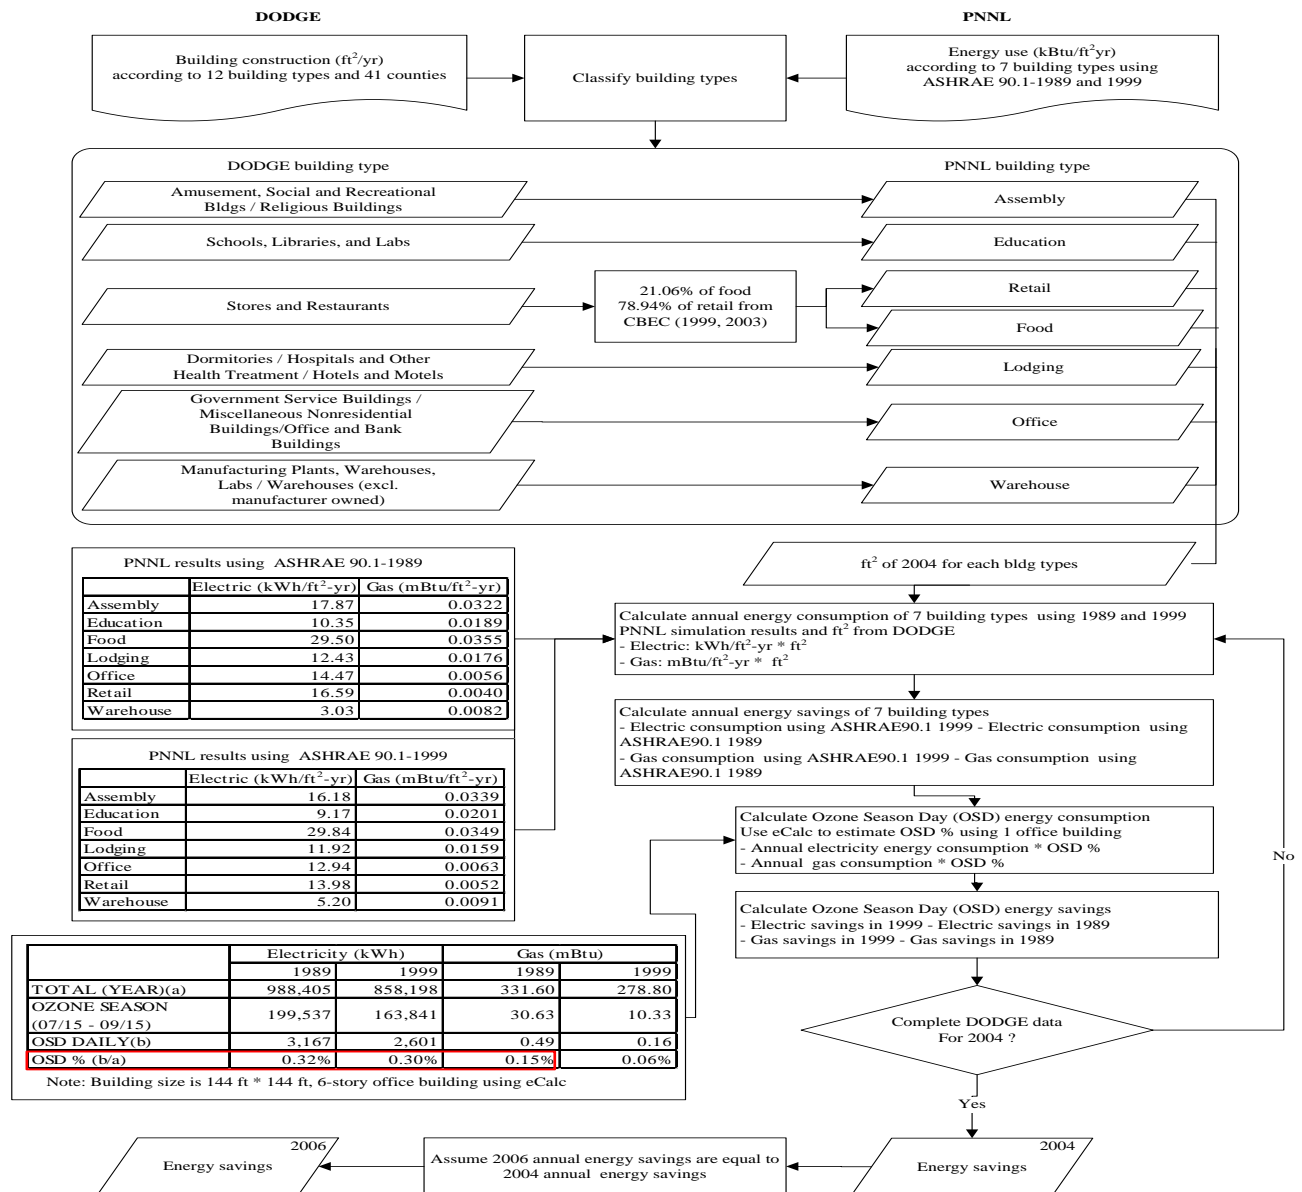 DODGE
PNNL
Building construction (ft²/yr)
according to 12 building types and 41 counties
Classify building types
Energy use (kBtu/ft²yr)
according to 7 building types using
ASHRAE 90.1-1989 and 1999
DODGE building type
PNNL building type
Amusement, Social and Recreational
Bldgs / Religious Buildings
Assembly
Schools, Libraries, and Labs
Education
Stores and Restaurants
21.06% of food
78.94% of retail from
CBEC (1999, 2003)
Retail
Food
Dormitories / Hospitals and Other
Health Treatment / Hotels and Motels
Lodging
Government Service Buildings /
Miscellaneous Nonresidential
Buildings/Office and Bank
Buildings
Office
Manufacturing Plants, Warehouses,
Labs / Warehouses (excl.
manufacturer owned)
Warehouse
PNNL results using ASHRAE 90.1-1989
Electric (kWh/ft²-yr) Gas (mBtu/ft²-yr)
Assembly 17.87 0.0322
Education 10.35 0.0189
Food 29.50 0.0355
Lodging 12.43 0.0176
Office 14.47 0.0056
Retail 16.59 0.0040
Warehouse 3.03 0.0082
PNNL results using ASHRAE 90.1-1999
Electric (kWh/ft²-yr) Gas (mBtu/ft²-yr)
Assembly 16.18 0.0339
Education 9.17 0.0201
Food 29.84 0.0349
Lodging 11.92 0.0159
Office 12.94 0.0063
Retail 13.98 0.0052
Warehouse 5.20 0.0091
ft² of 2004 for each bldg types
Calculate annual energy consumption of 7 building types using 1989 and 1999
PNNL simulation results and ft² from DODGE
- Electric: kWh/ft²-yr * ft²
- Gas: mBtu/ft²-yr * ft²
Calculate annual energy savings of 7 building types
- Electric consumption using ASHRAE90.1 1999 - Electric consumption using
ASHRAE90.1 1989
- Gas consumption using ASHRAE90.1 1999 - Gas consumption using
ASHRAE90.1 1989
Calculate Ozone Season Day (OSD) energy consumption
Use eCalc to estimate OSD % using 1 office building
- Annual electricity energy consumption * OSD %
- Annual gas consumption * OSD %
No
Calculate Ozone Season Day (OSD) energy savings
- Electric savings in 1999 - Electric savings in 1989
- Gas savings in 1999 - Gas savings in 1989
Electricity (kWh) Gas (mBtu)
1989 1999 1989 1999
TOTAL (YEAR)(a) 988,405 858,198 331.60 278.80
OZONE SEASON
(07/15 - 09/15) 199,537 163,841 30.63 10.33
OSD DAILY(b) 3,167 2,601 0.49 0.16
OSD % (b/a) 0.32% 0.30% 0.15% 0.06%
Note: Building size is 144 ft * 144 ft, 6-story office building using eCalc
Complete DODGE data
For 2004 ?
Yes
2006
Energy savings
Assume 2006 annual energy savings are equal to
2004 annual energy savings
2004
Energy savings